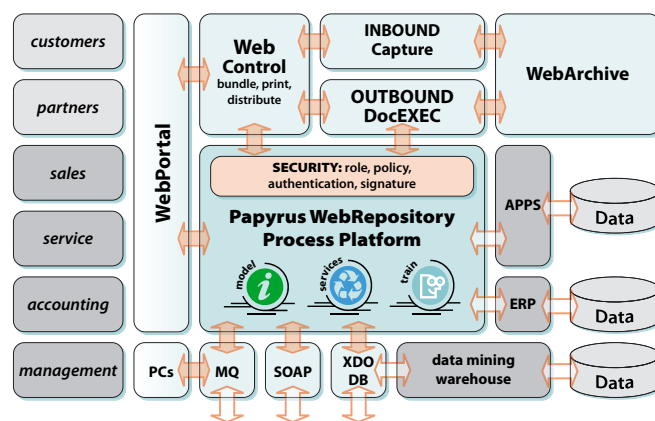 customers
partners
sales
service
accounting
management
WebPortal
PCs
Web
Control
bundle, print,
distribute
INBOUND
Capture
OUTBOUND
DocEXEC
WebArchive
SECURITY: role, policy,
authentication, signature
Papyrus WebRepository
Process Platform
model
services
train
APPS
Data
ERP
Data
MQ
SOAP
XDO
DB
data mining
warehouse
Data